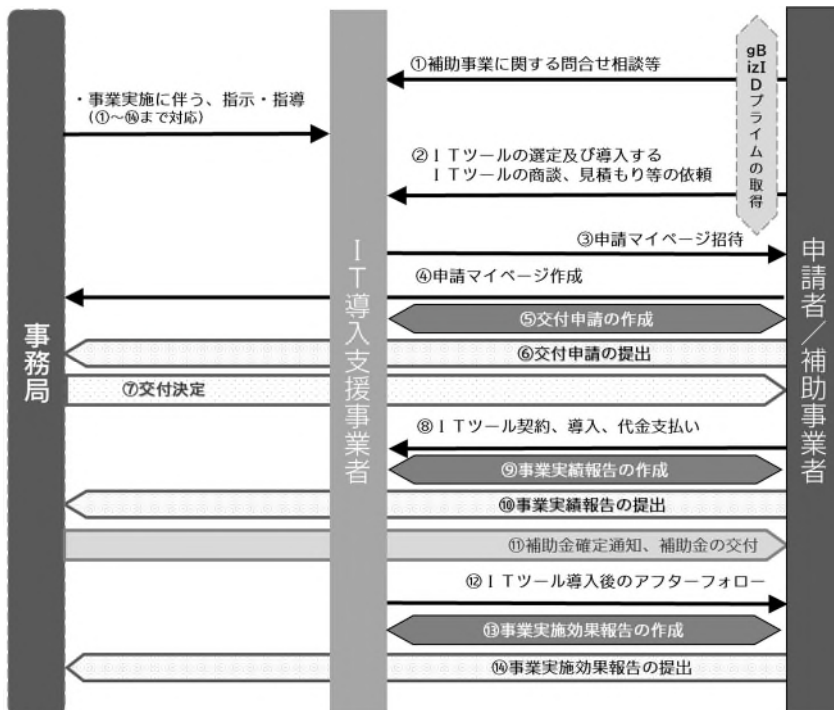 ①補助事業に関する問合せ相談等
gBizIDプライムの取得
・事業実施に伴う、指示・指導
(①～⑭まで対応)
②ＩＴツールの選定及び導入する
ＩＴツールの商談、見積もり等の依頼
③申請マイページ招待
④申請マイページ作成
⑤交付申請の作成
⑥交付申請の提出
⑦交付決定
⑧ＩＴツール契約、導入、代金支払い
⑨事業実績報告の作成
⑩事業実績報告の提出
⑪補助金確定通知、補助金の交付
⑫ＩＴツール導入後のアフターフォロー
⑬事業実施効果報告の作成
⑭事業実施効果報告の提出
事務局
ＩＴ導入支援事業者
申請者／補助事業者